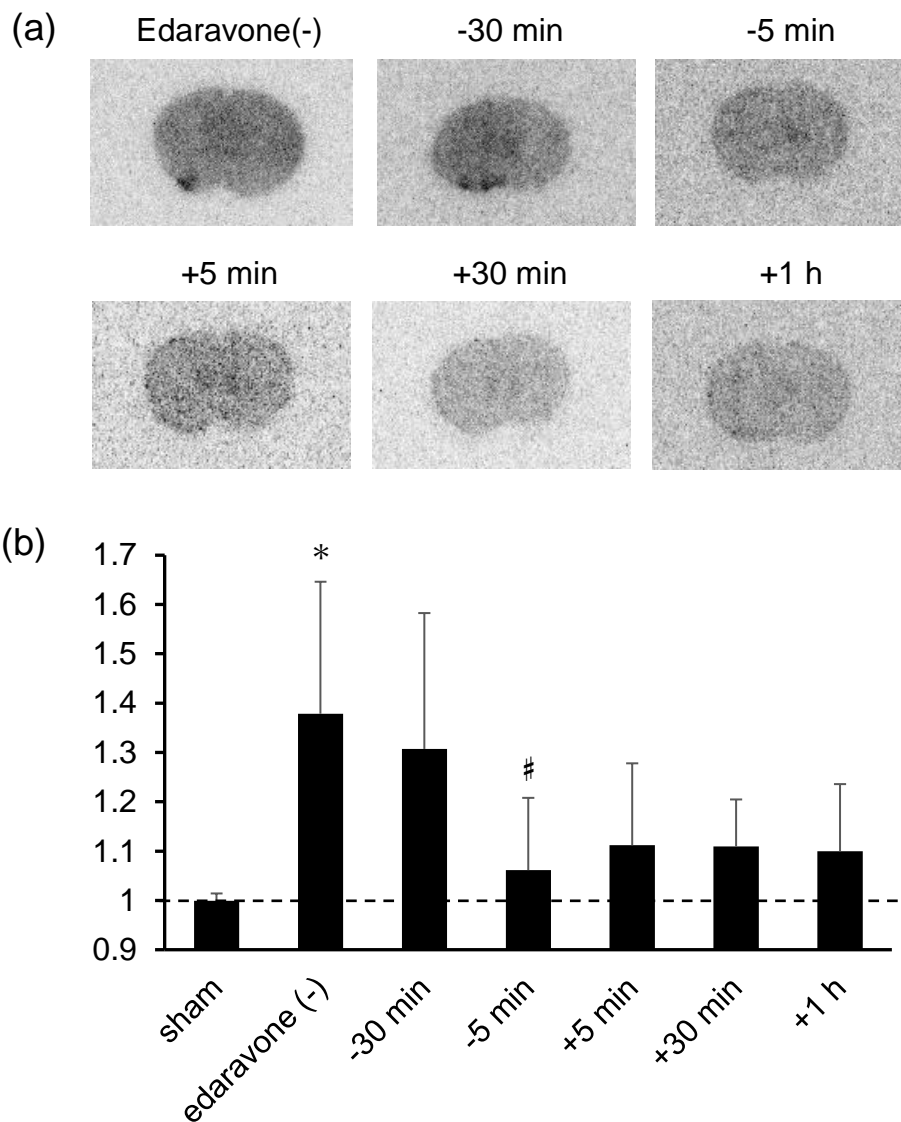 (a)
Edaravone(-) -30 min -5 min
+5 min +30 min +1 h
(b)
1.7
1.6
1.5
1.4
1.3
1.2
1.1
1
0.9
*
#
sham edaravone (-) -30 min -5 min +5 min +30 min +1 h